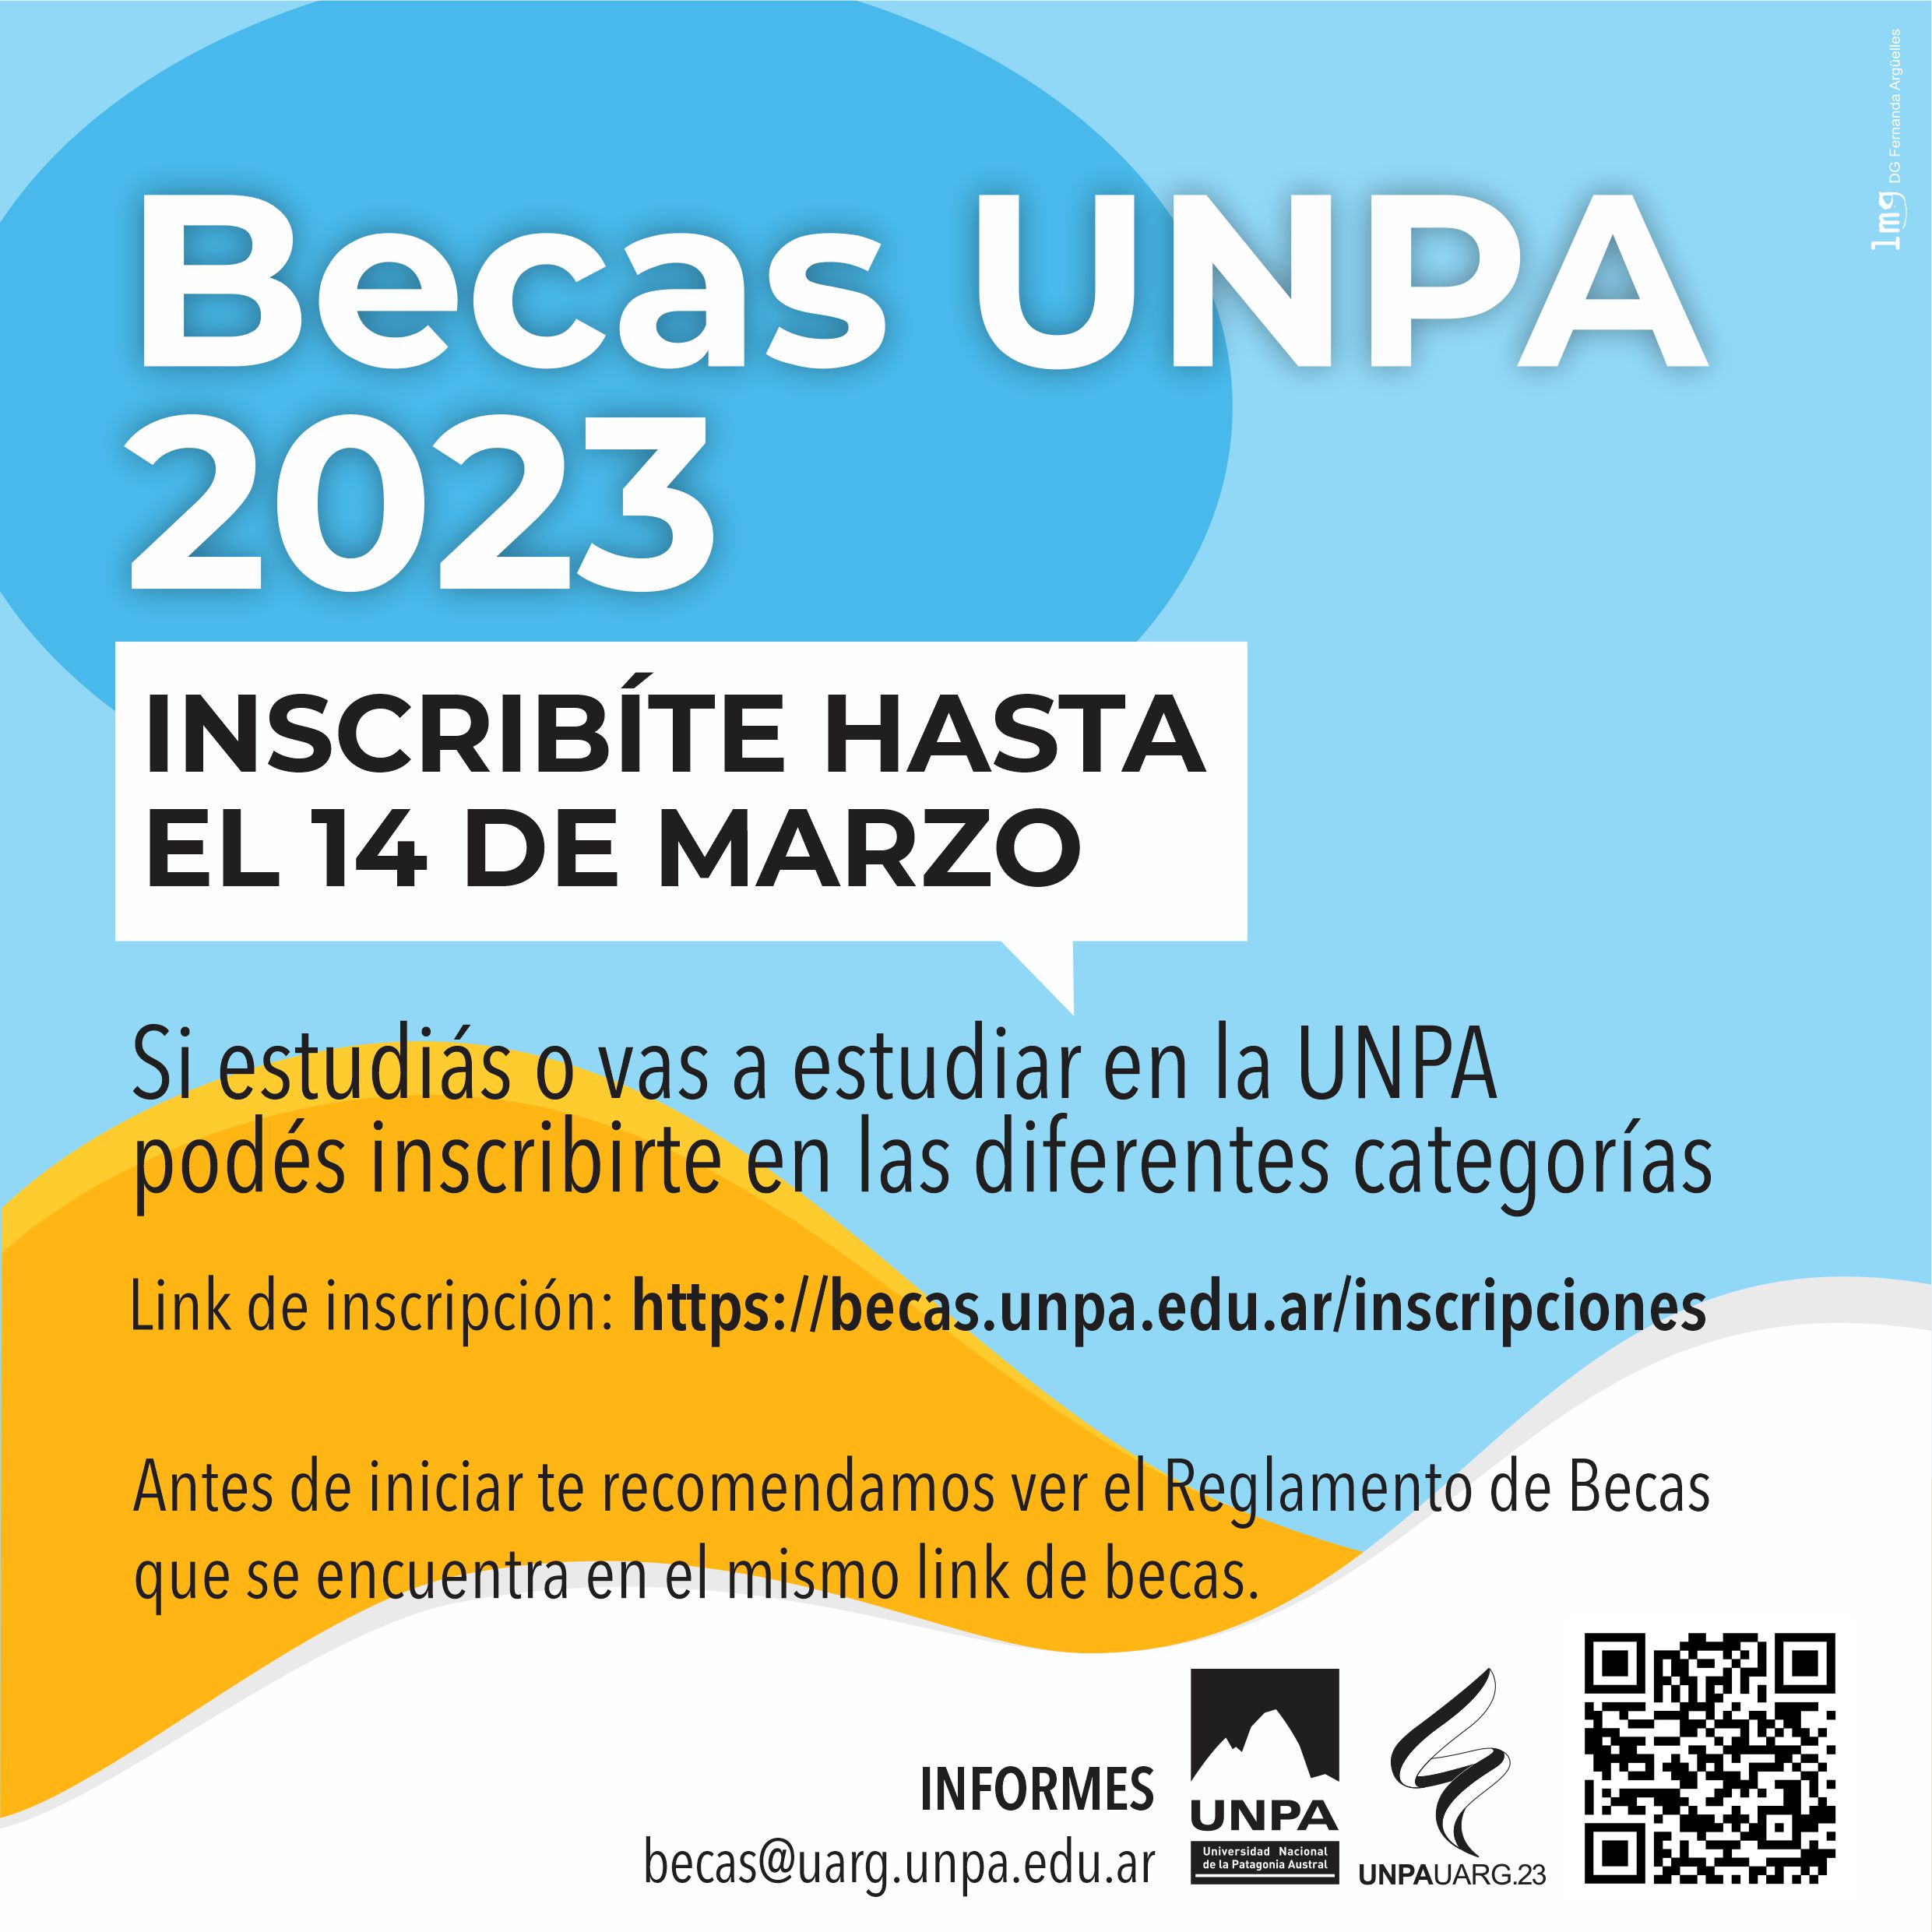 Becas UNPA
2023
INSCRIBÍTE HASTA
EL 14 DE MARZO
Si estudiás o vas a estudiar en la UNPA
podés inscribirte en las diferentes categorías
Link de inscripción: https://becas.unpa.edu.ar/inscripciones
Antes de iniciar te recomendamos ver el Reglamento de Becas
que se encuentra en el mismo link de becas.
INFORMES
becas@uarg.unpa.edu.ar
UNPA
Universidad Nacional
de la Patagonia Austral
UNPAUARG.23
lmg DG Fernanda Argüelles